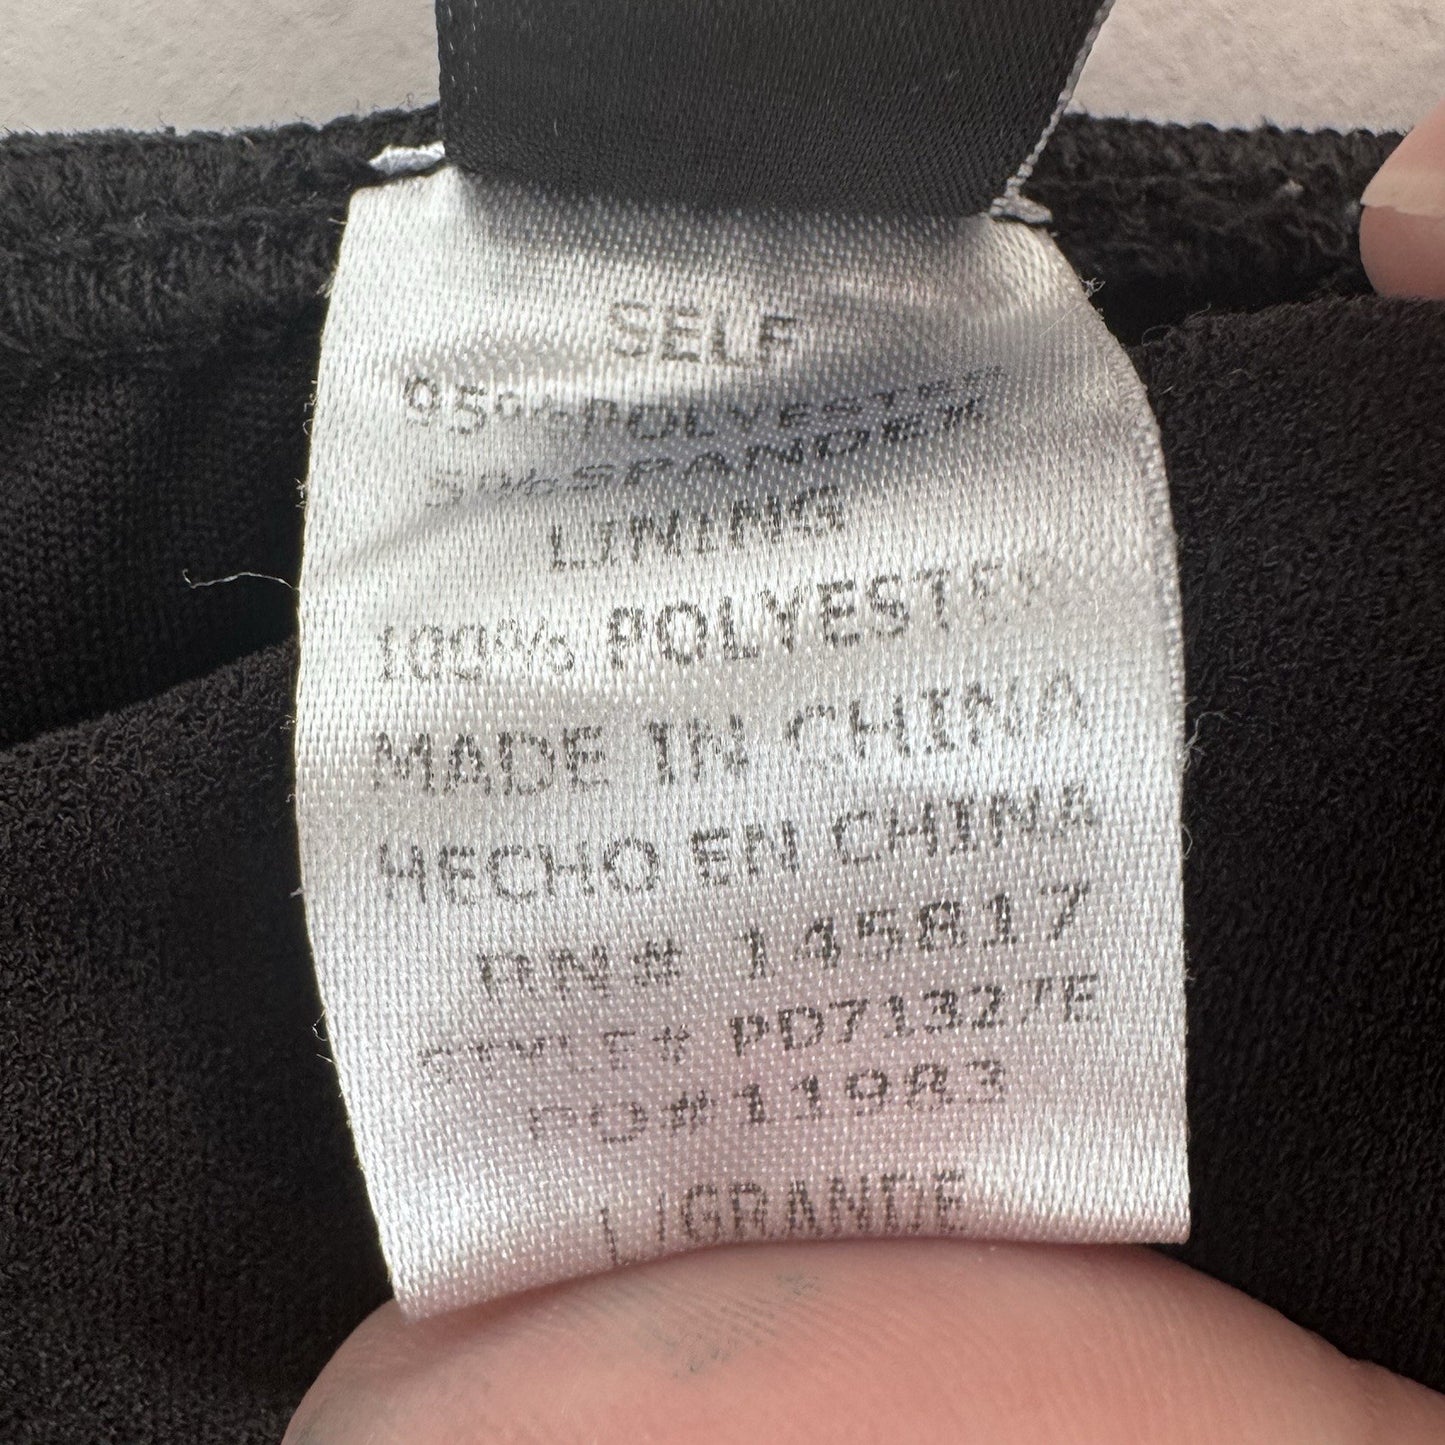 SELF
95%POLYESTER
5%SPANDEX
LINING
100% POLYESTER
MADE IN CHINA
HECHO EN CHINA
RN# 145817
STYLE# PD71327E
PO#11983
L/GRANDE